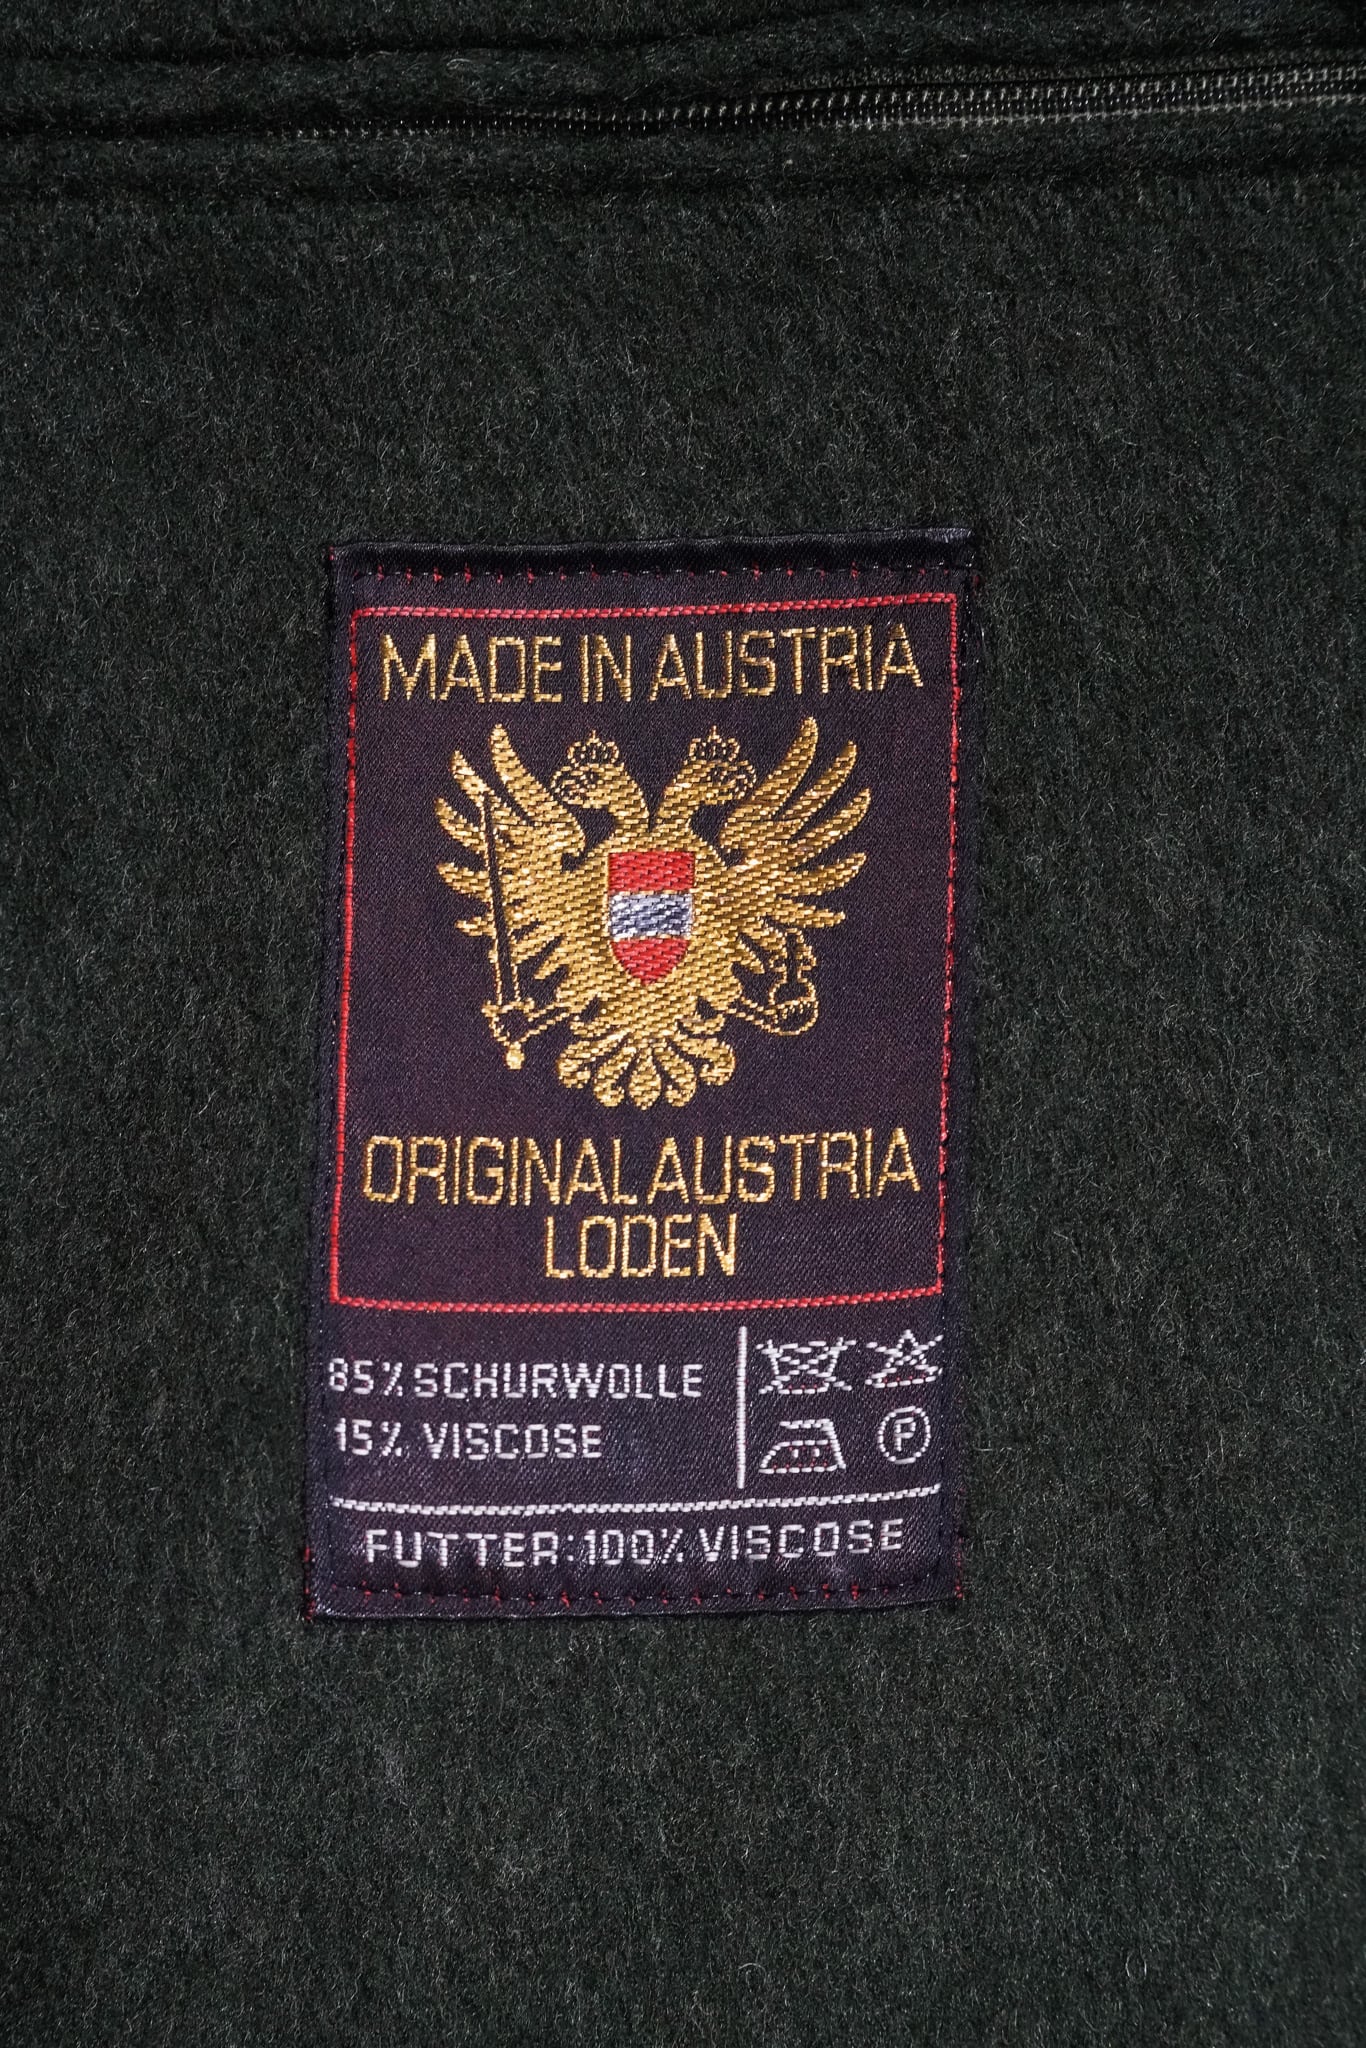 MADE IN AUSTRIA
ORIGINAL AUSTRIA
LODEN
85% SCHURWOLLE
15% VISCOSE
P
FUTTER: 100% VISCOSE